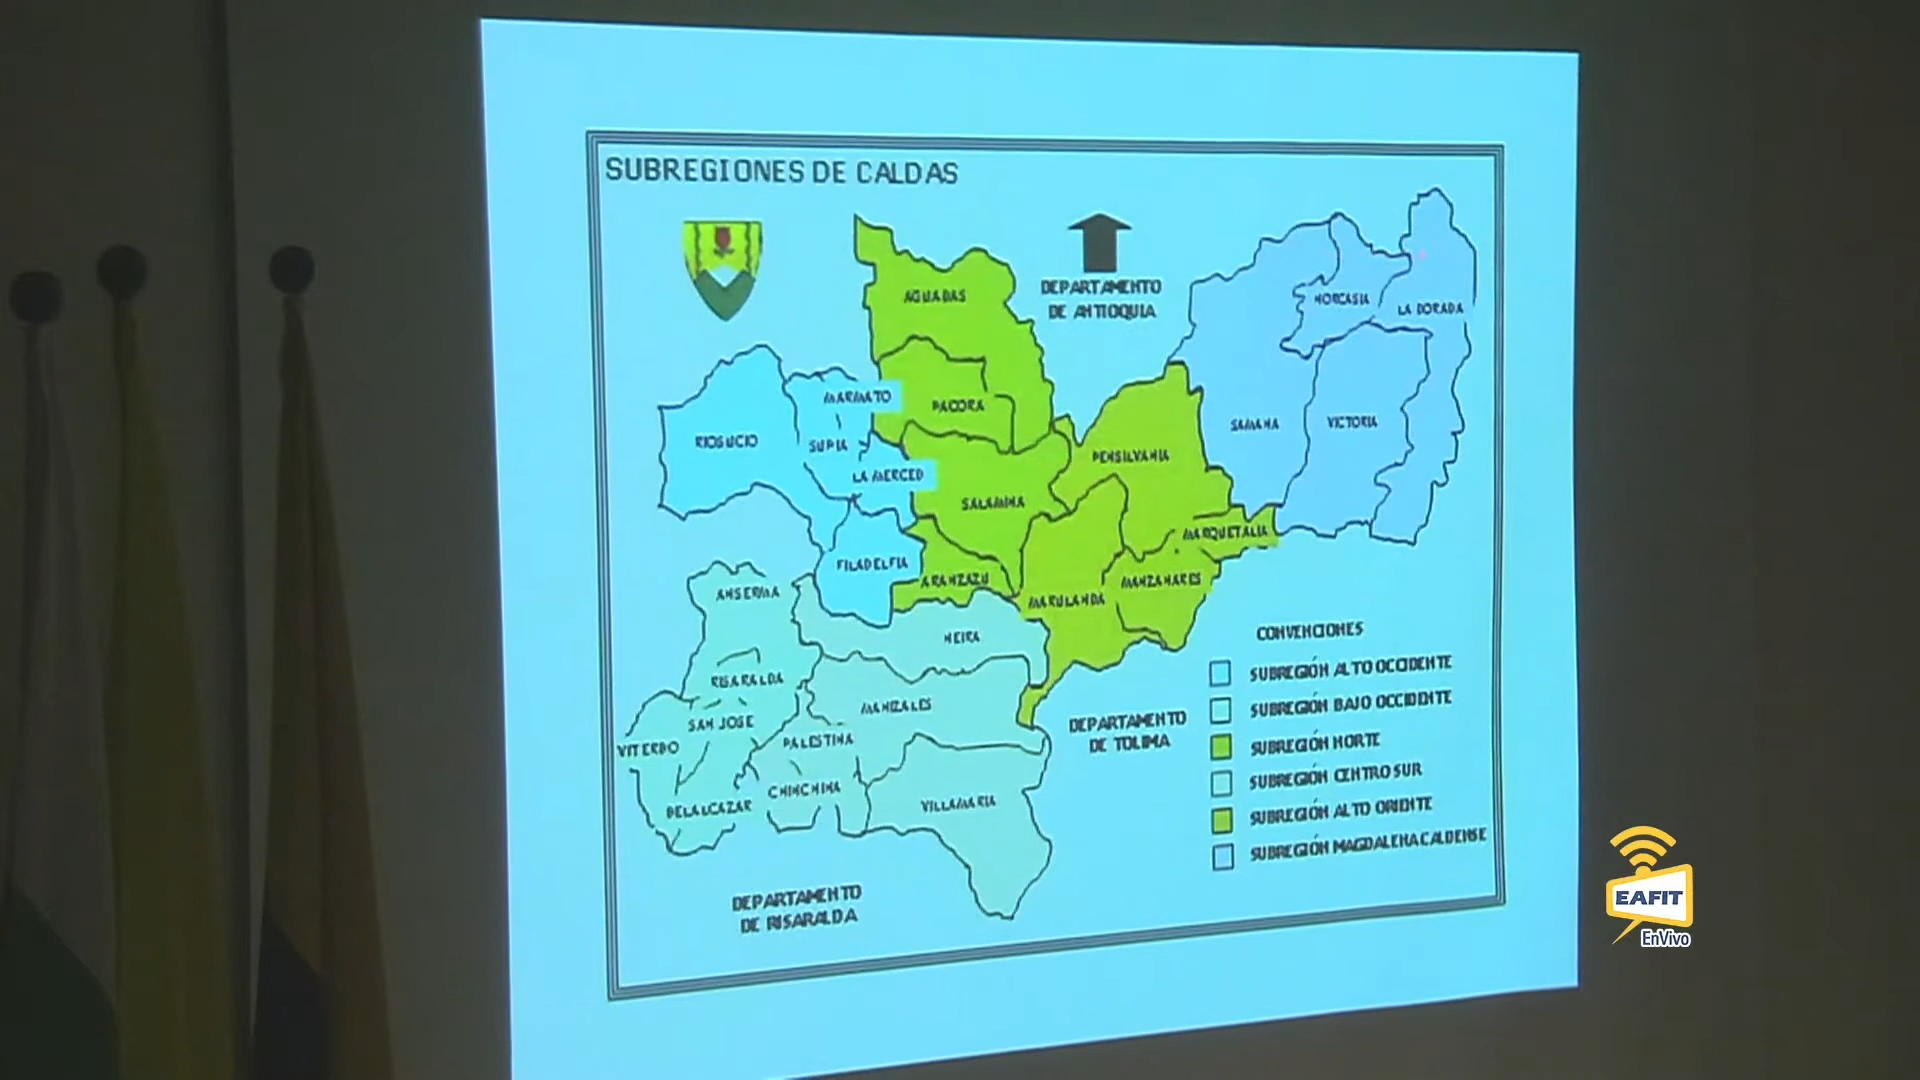 SUBREGIONES DE CALDAS
DEPARTAMENTO
DE ANTIOQUIA
AGUADAS
NORCASIA
LA DORADA
MARMATO
PACORA
RIOSUCIO
SUPIA
SAMANA
VICTORIA
PENSILVANIA
LA MERCED
SALAMINA
MARQUETALIA
FILADELFIA
ARANZAZU
MANZANARES
ANSERMA
MARULANDA
NEIRA
CONVENCIONES
RISARALDA
SUBREGIÓN ALTO OCCIDENTE
SAN JOSE
MANIZALES
SUBREGIÓN BAJO OCCIDENTE
VITERBO
PALESTINA
DEPARTAMENTO
DE TOLIMA
SUBREGIÓN NORTE
SUBREGIÓN CENTRO SUR
BELALCAZAR
CHINCHINA
VILLAMARIA
SUBREGIÓN ALTO ORIENTE
SUBREGIÓN MAGDALENA CALDENSE
DEPARTAMENTO
DE RISARALDA
EAFIT
EnVivo